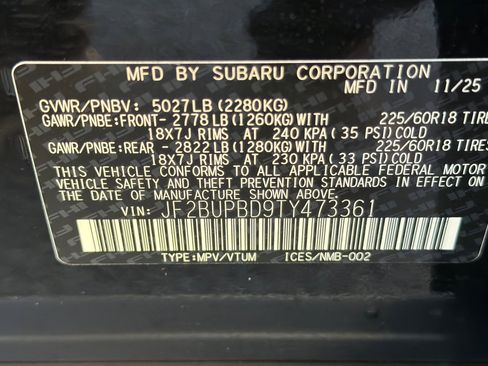 MFD BY SUBARU CORPORATION
MFD IN 11/25
GVWR/PNBV: 5027LB (2280KG)
GAWR/PNBE:FRONT- 2778 LB (1260KG) WITH 225/60R18 TIRE
18X7J RIMS AT 240 KPA (35 PSI) COLD
GAWR/PNBE:REAR - 2822 LB (1280KG) WITH 225/60R18 TIRES
18X7J RIMS AT 230 KPA (33 PSI) COLD
THIS VEHICLE CONFORMS TO ALL APPLICABLE FEDERAL MOTOR
VEHICLE SAFETY AND THEFT PREVENTION STANDARDS IN EFFECT
THE DATE OF MANUFACTURE SHOWN ABOVE.
VIN: JF2BUPBD9TY473361
TYPE:MPV/VTUM ICES/NMB-002